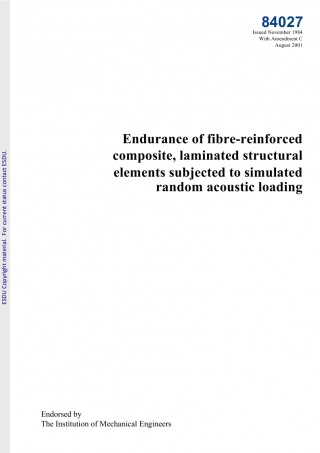 84027
Issued November 1984
With Amendment C
August 2001
Endurance of fibre-reinforced
composite, laminated structural
elements subjected to simulated
random acoustic loading
ESDU Copyright material. For current status contact ESDU.
Endorsed by
The Institution of Mechanical Engineers